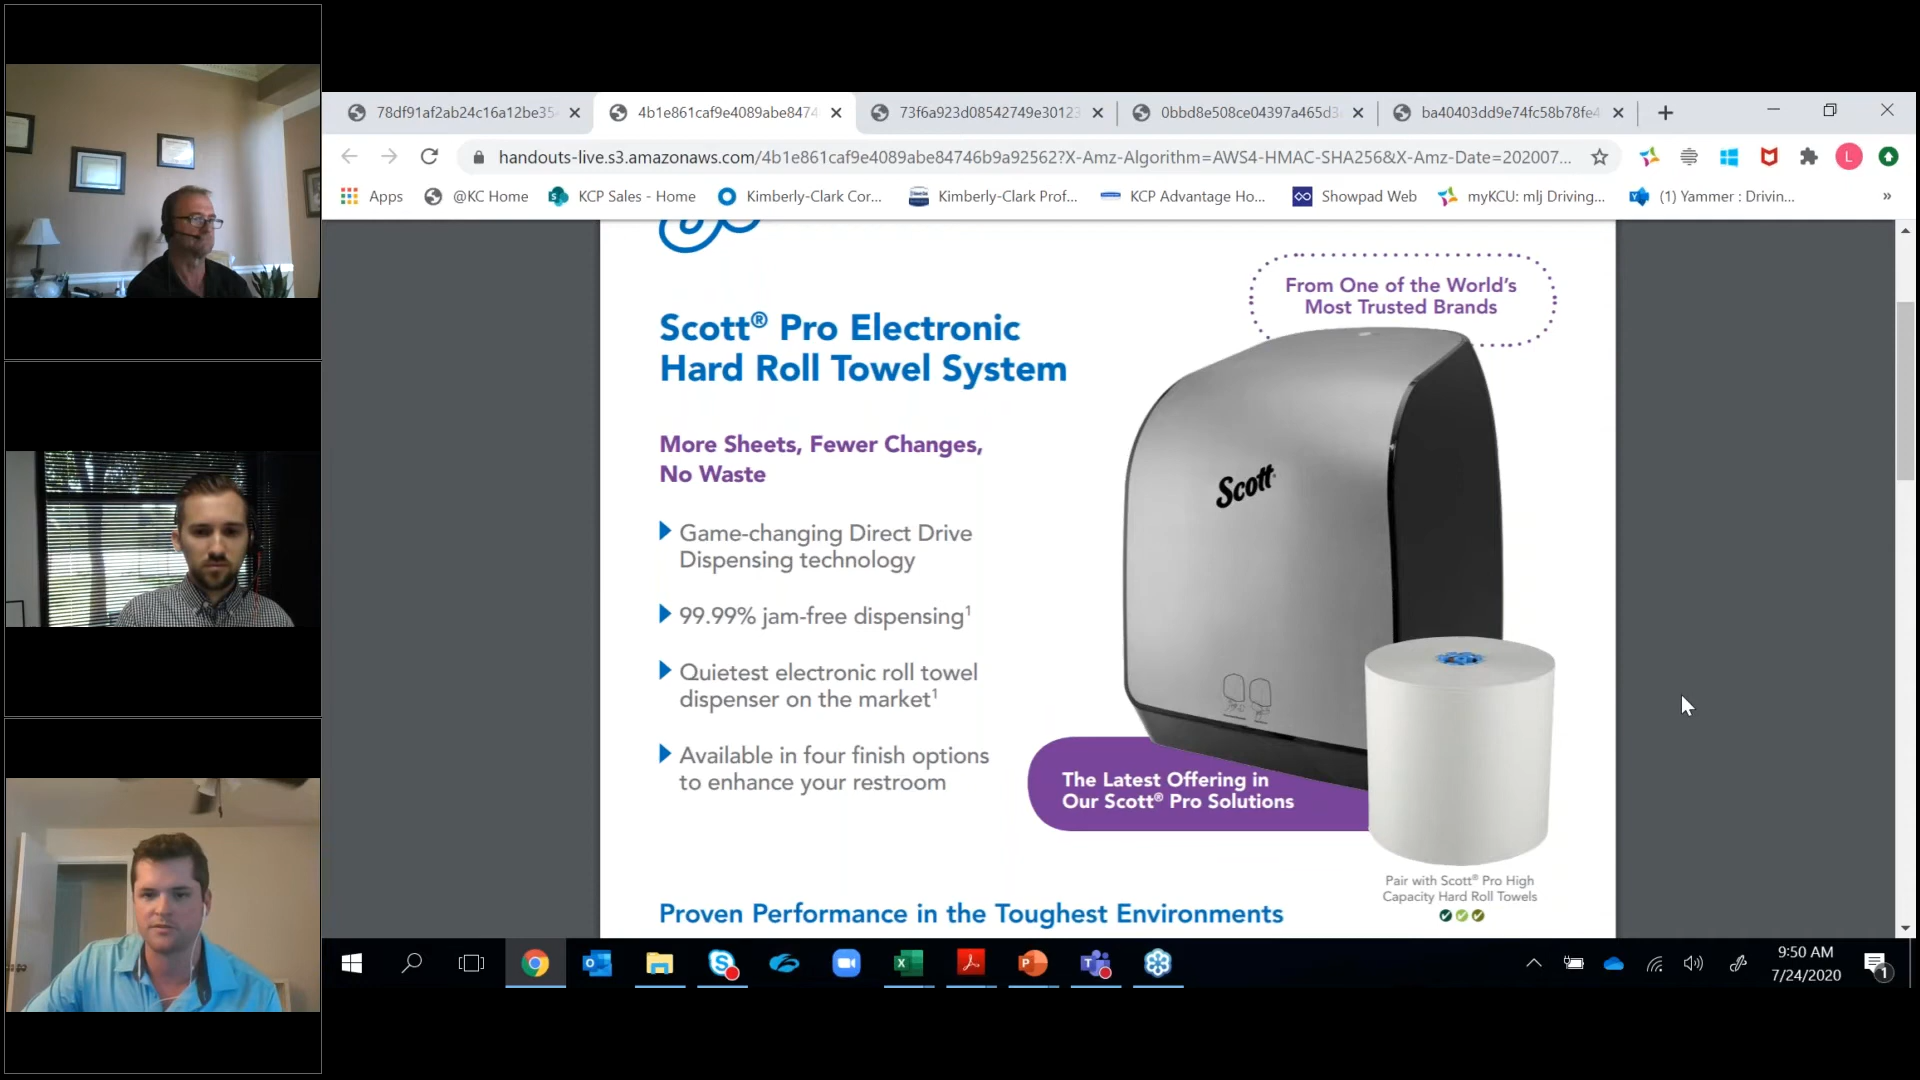 78df91af2ab24c16a12be35
4b1e861caf9e4089abe8474
73f6a923d08542749e30123
0bbd8e508ce04397a465d3
ba40403dd9e74fc58b78fe4
handouts-live.s3.amazonaws.com/4b1e861caf9e4089abe84746b9a92562?X-Amz-Algorithm=AWS4-HMAC-SHA256&X-Amz-Date=202007...
L
Apps
@KC Home
KCP Sales - Home
Kimberly-Clark Cor...
Kimberly-Clark Prof...
KCP Advantage Ho...
Showpad Web
myKCU: mlj Driving...
(1) Yammer : Drivin...
»
From One of the World's
Most Trusted Brands
Scott® Pro Electronic
Hard Roll Towel System
More Sheets, Fewer Changes,
No Waste
Game-changing Direct Drive
Dispensing technology
99.99% jam-free dispensing¹
Quietest electronic roll towel
dispenser on the market¹
Available in four finish options
to enhance your restroom
Scott
The Latest Offering in
Our Scott® Pro Solutions
Pair with Scott® Pro High
Capacity Hard Roll Towels
Proven Performance in the Toughest Environments
9:50 AM
7/24/2020
1